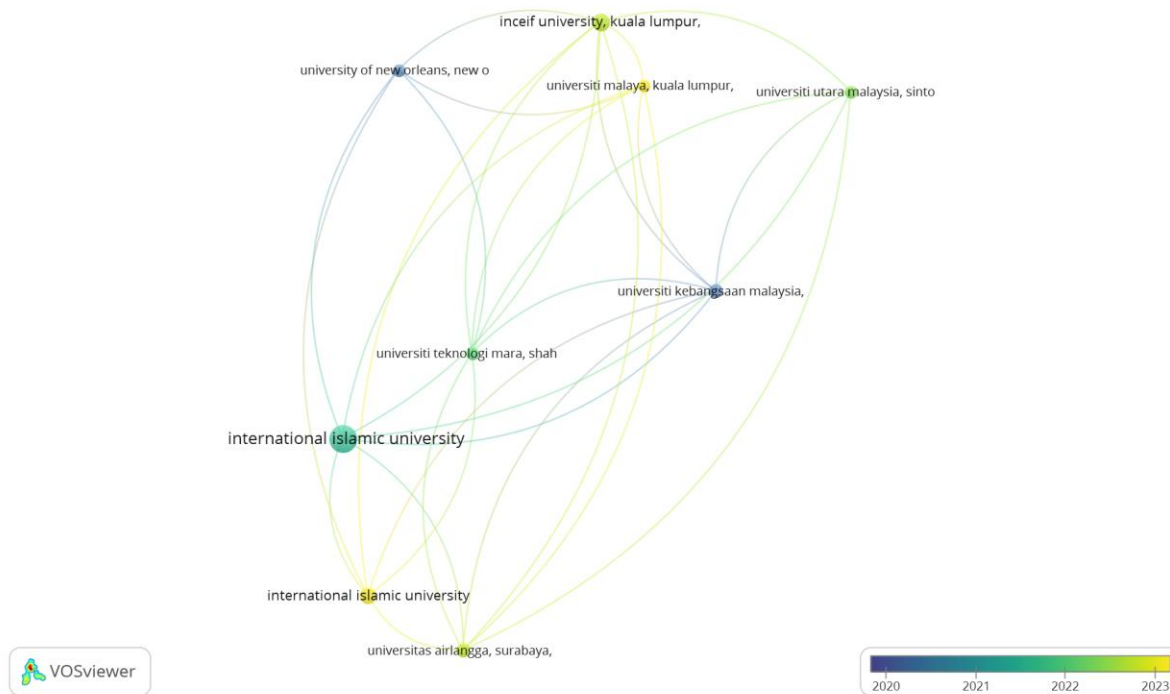 inceif university, kuala lumpur,
university of new orleans, new o
universiti malaya, kuala lumpur,
universiti utara malaysia, sinto
universiti kebangsaan malaysia,
universiti teknologi mara, shah
international islamic university
international islamic university
universitas airlangga, surabaya,
VOSviewer
2020 2021 2022 2023